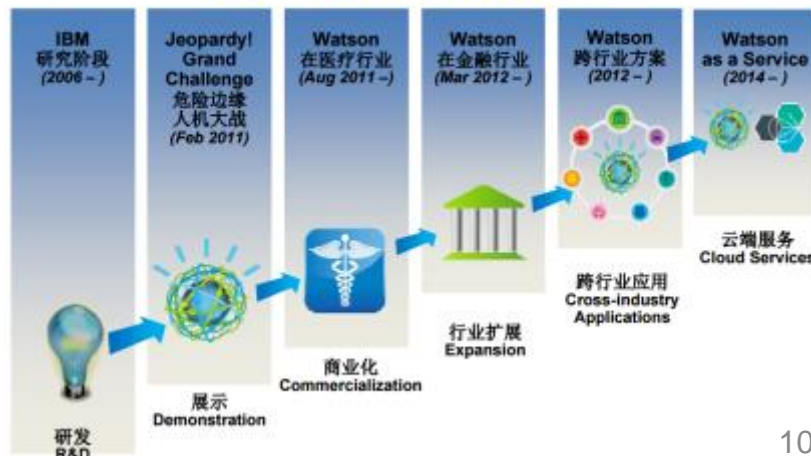 IBM
研究阶段
(2006 – )
研发
R&D
Jeopardy!
Grand
Challenge
危险边缘
人机大战
(Feb 2011)
展示
Demonstration
Watson
在医疗行业
(Aug 2011 –)
商业化
Commercialization
Watson
在金融行业
(Mar 2012 – )
行业扩展
Expansion
Watson
跨行业方案
(2012 – )
跨行业应用
Cross-industry
Applications
Watson
as a Service
(2014 – )
云端服务
Cloud Services
10